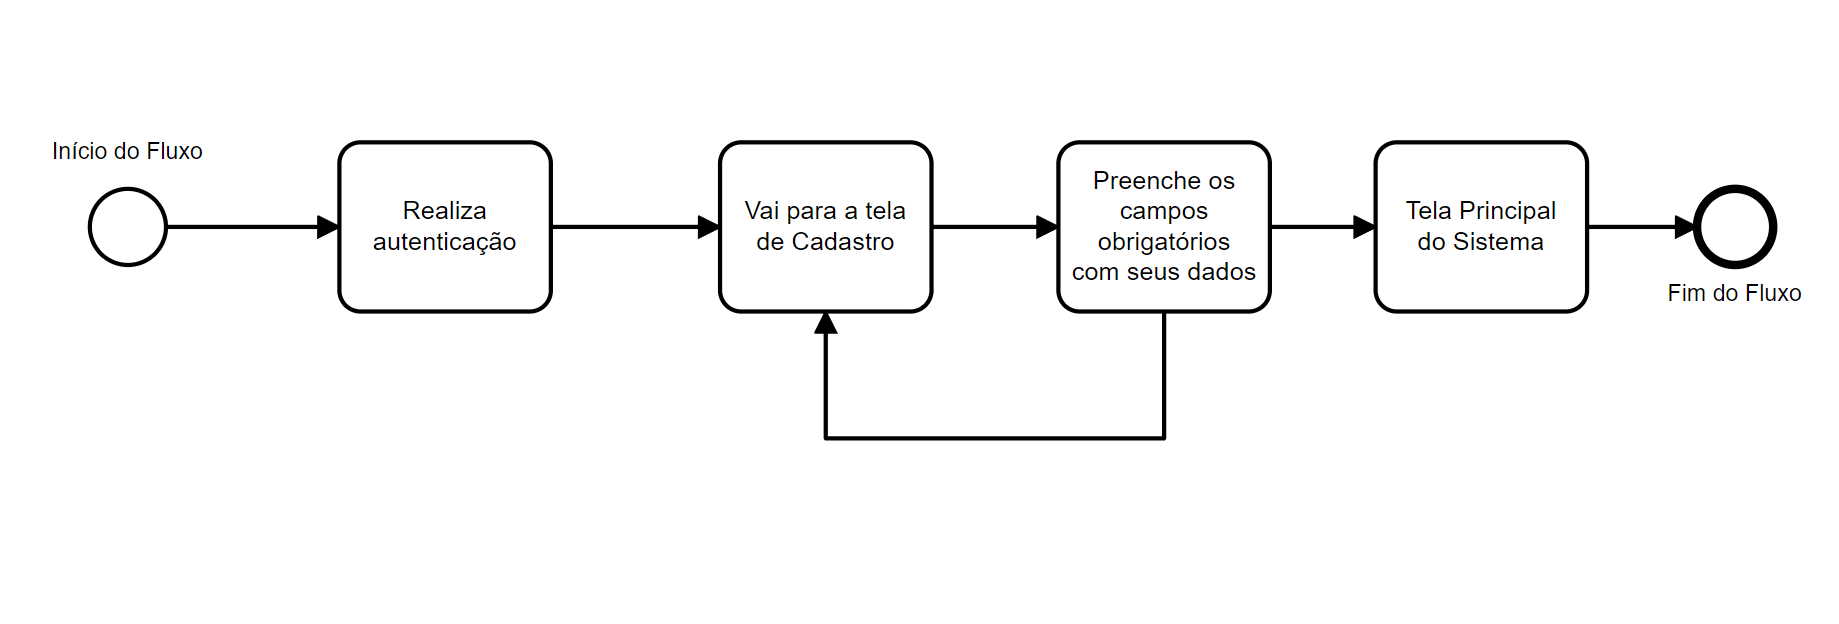 Início do Fluxo
Realiza
autenticação
Vai para a tela
de Cadastro
Preenche os
campos
obrigatórios
com seus dados
Tela Principal
do Sistema
Fim do Fluxo